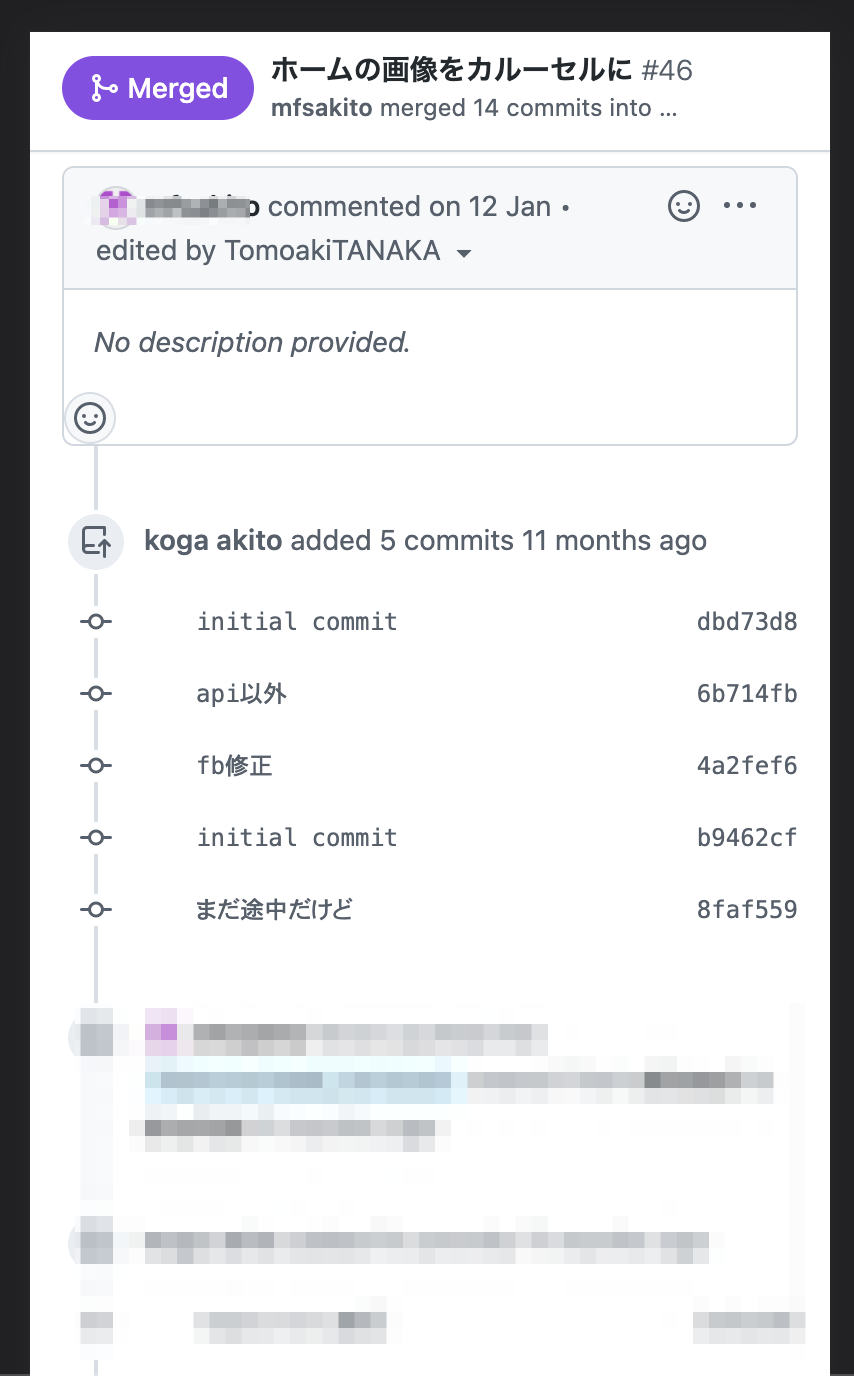 Merged
ホームの画像をカルーセルに #46
mfsakito merged 14 commits into ...
commented on 12 Jan •
edited by TomoakiTANAKA
No description provided.
koga akito added 5 commits 11 months ago
initial commit dbd73d8
api以外 6b714fb
fb修正 4a2fef6
initial commit b9462cf
まだ途中だけど 8faf559